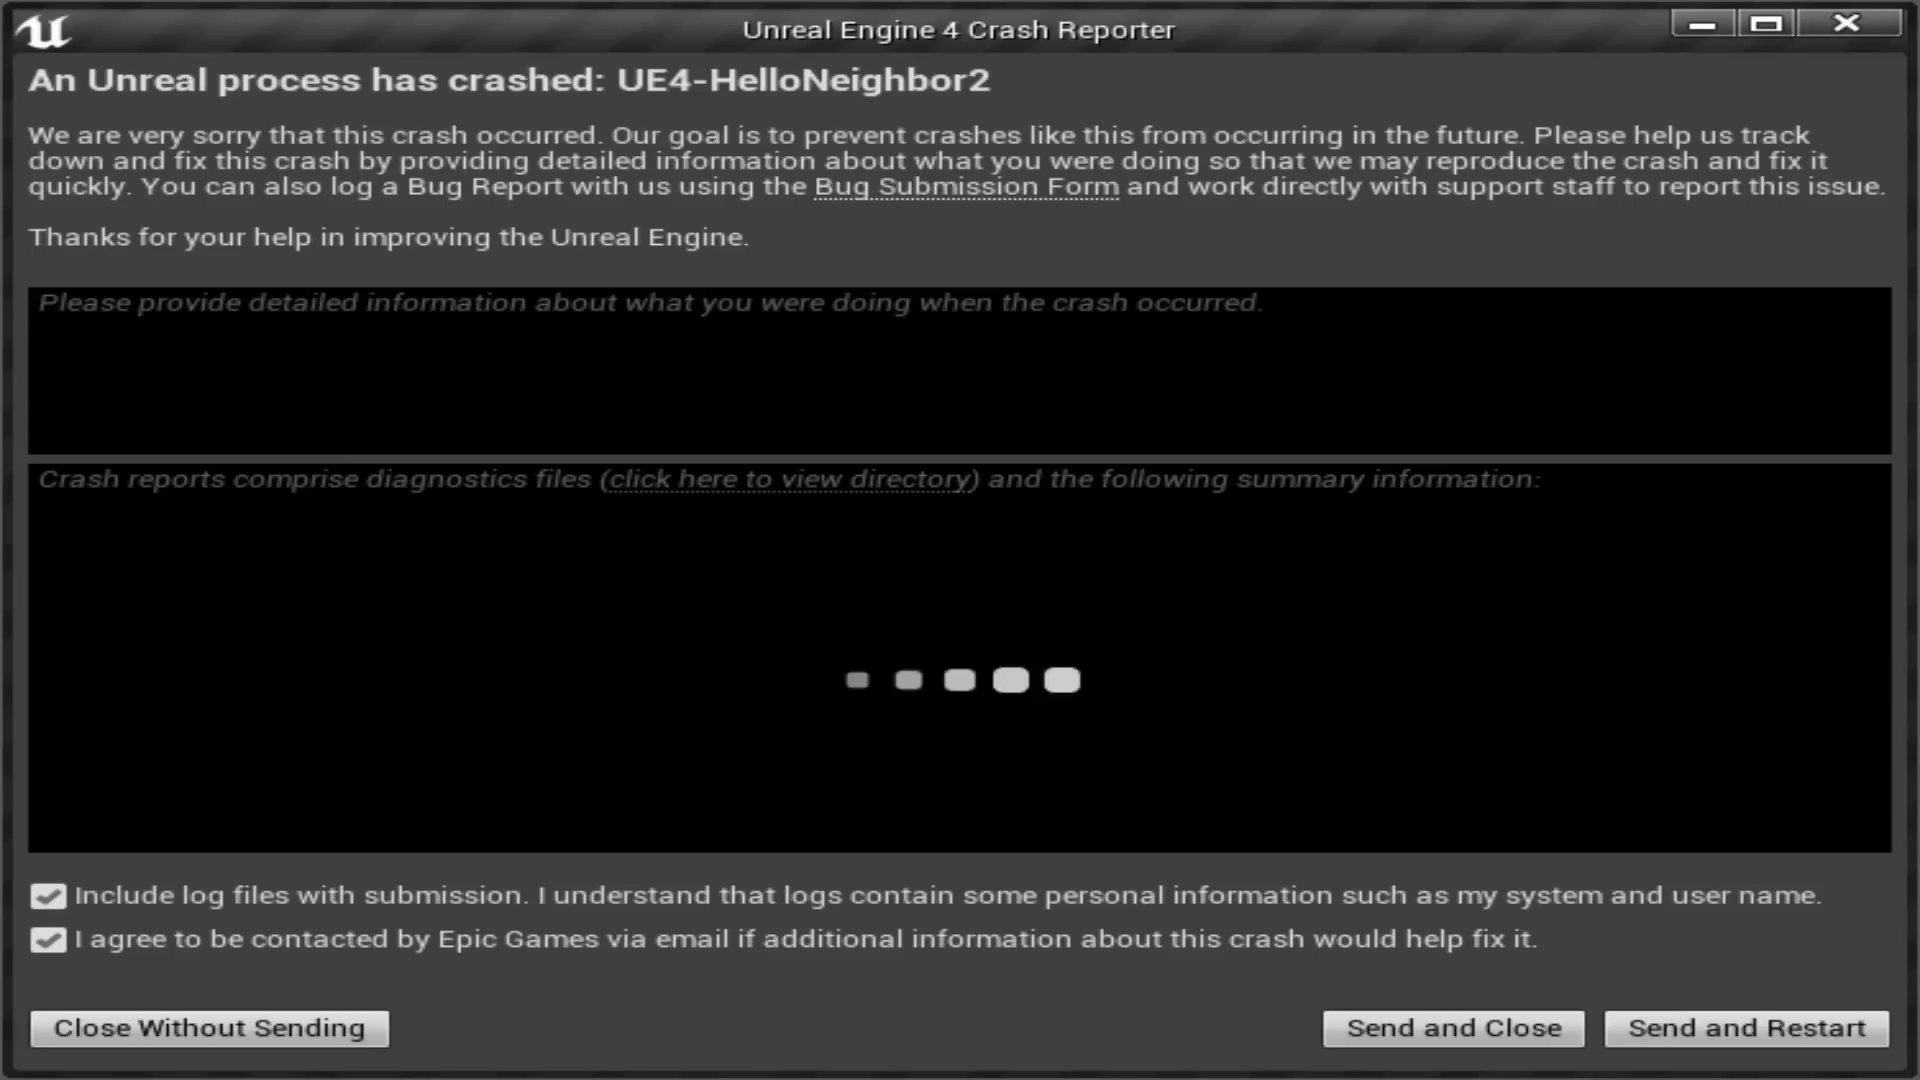 Unreal Engine 4 Crash Reporter
An Unreal process has crashed: UE4-HelloNeighbor2
We are very sorry that this crash occurred. Our goal is to prevent crashes like this from occurring in the future. Please help us track
down and fix this crash by providing detailed information about what you were doing so that we may reproduce the crash and fix it
quickly. You can also log a Bug Report with us using the Bug Submission Form and work directly with support staff to report this issue.
Thanks for your help in improving the Unreal Engine.
Please provide detailed information about what you were doing when the crash occurred.
Crash reports comprise diagnostics files (click here to view directory) and the following summary information:
Include log files with submission. I understand that logs contain some personal information such as my system and user name.
I agree to be contacted by Epic Games via email if additional information about this crash would help fix it.
Close Without Sending
Send and Close
Send and Restart